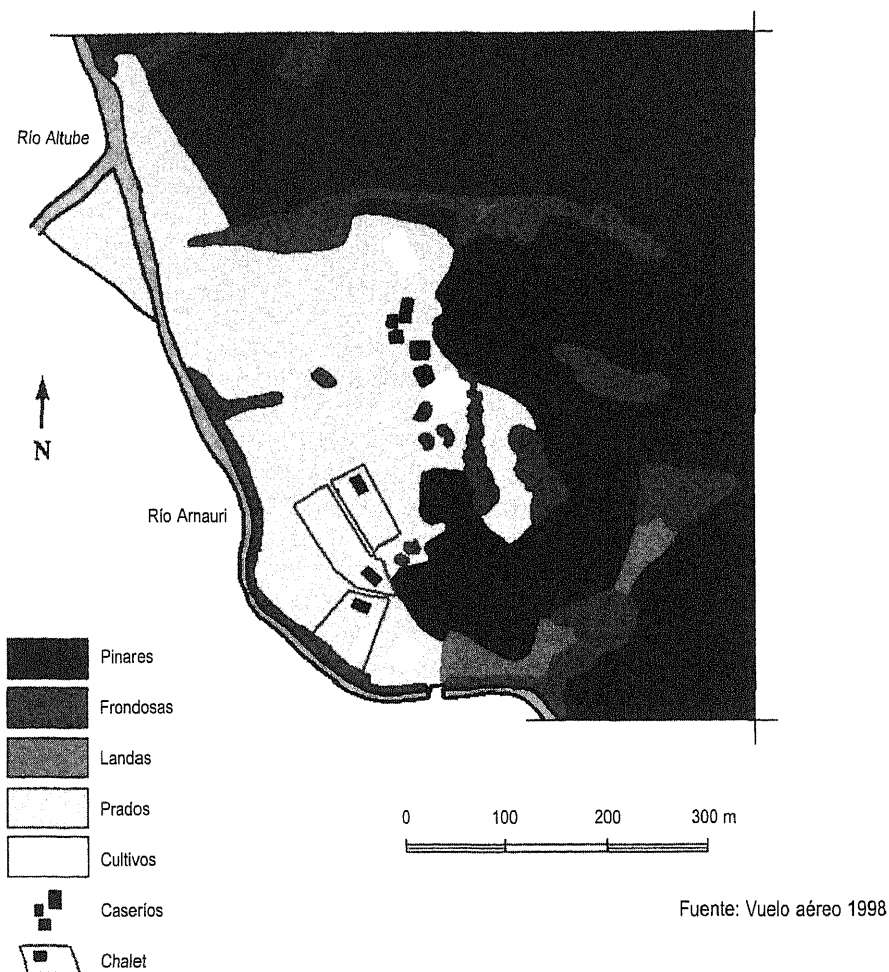 Río Altube
N
Río Arnauri
Pinares
Frondosas
Landas
Prados
Cultivos
Caseríos
Chalet
0 100 200 300 m
Fuente: Vuelo aéreo 1998